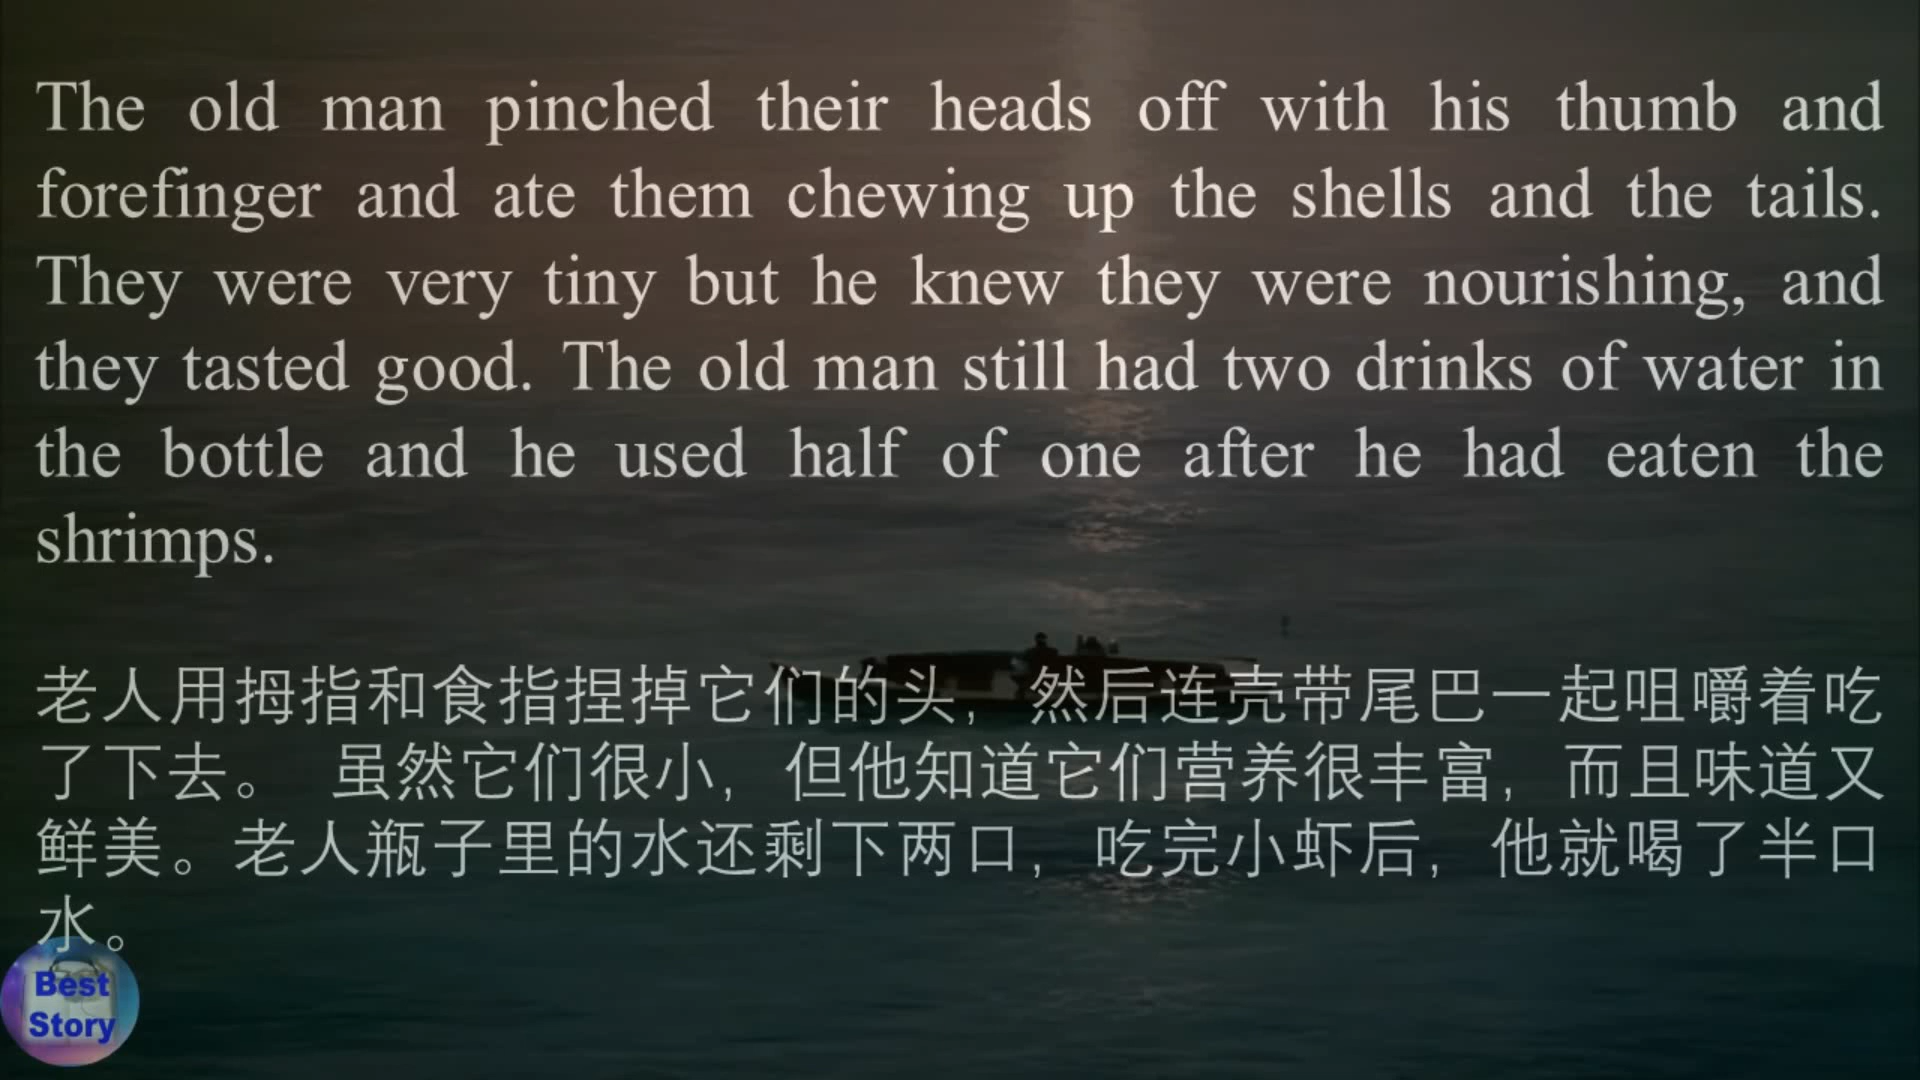 The old man pinched their heads off with his thumb and
forefinger and ate them chewing up the shells and the tails.
They were very tiny but he knew they were nourishing, and
they tasted good. The old man still had two drinks of water in
the bottle and he used half of one after he had eaten the
shrimps.
老人用拇指和食指捏掉它们的头，然后连壳带尾巴一起咀嚼着吃
了下去。 虽然它们很小，但他知道它们营养很丰富，而且味道又
鲜美。老人瓶子里的水还剩下两口，吃完小虾后，他就喝了半口
水。
Best
Story